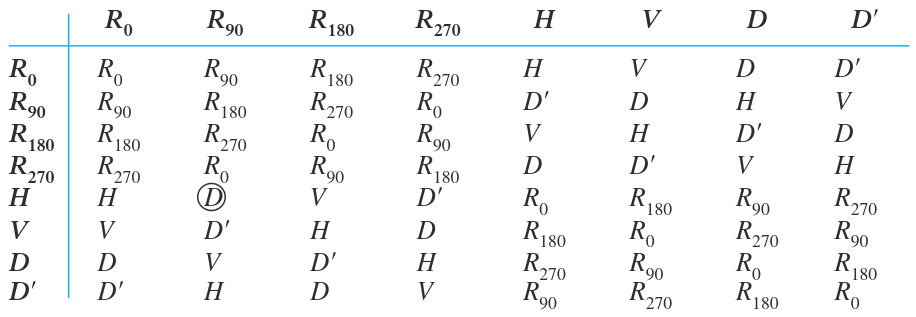 R₀ R₉₀ R₁₈₀ R₂₇₀ H V D D′
R₀ R₀ R₉₀ R₁₈₀ R₂₇₀ H V D D′
R₉₀ R₉₀ R₁₈₀ R₂₇₀ R₀ D′ D H V
R₁₈₀ R₁₈₀ R₂₇₀ R₀ R₉₀ V H D′ D
R₂₇₀ R₂₇₀ R₀ R₉₀ R₁₈₀ D D′ V H
H H D V D′ R₀ R₁₈₀ R₉₀ R₂₇₀
V V D′ H D R₁₈₀ R₀ R₂₇₀ R₉₀
D D V D′ H R₂₇₀ R₉₀ R₀ R₁₈₀
D′ D′ H D V R₉₀ R₂₇₀ R₁₈₀ R₀